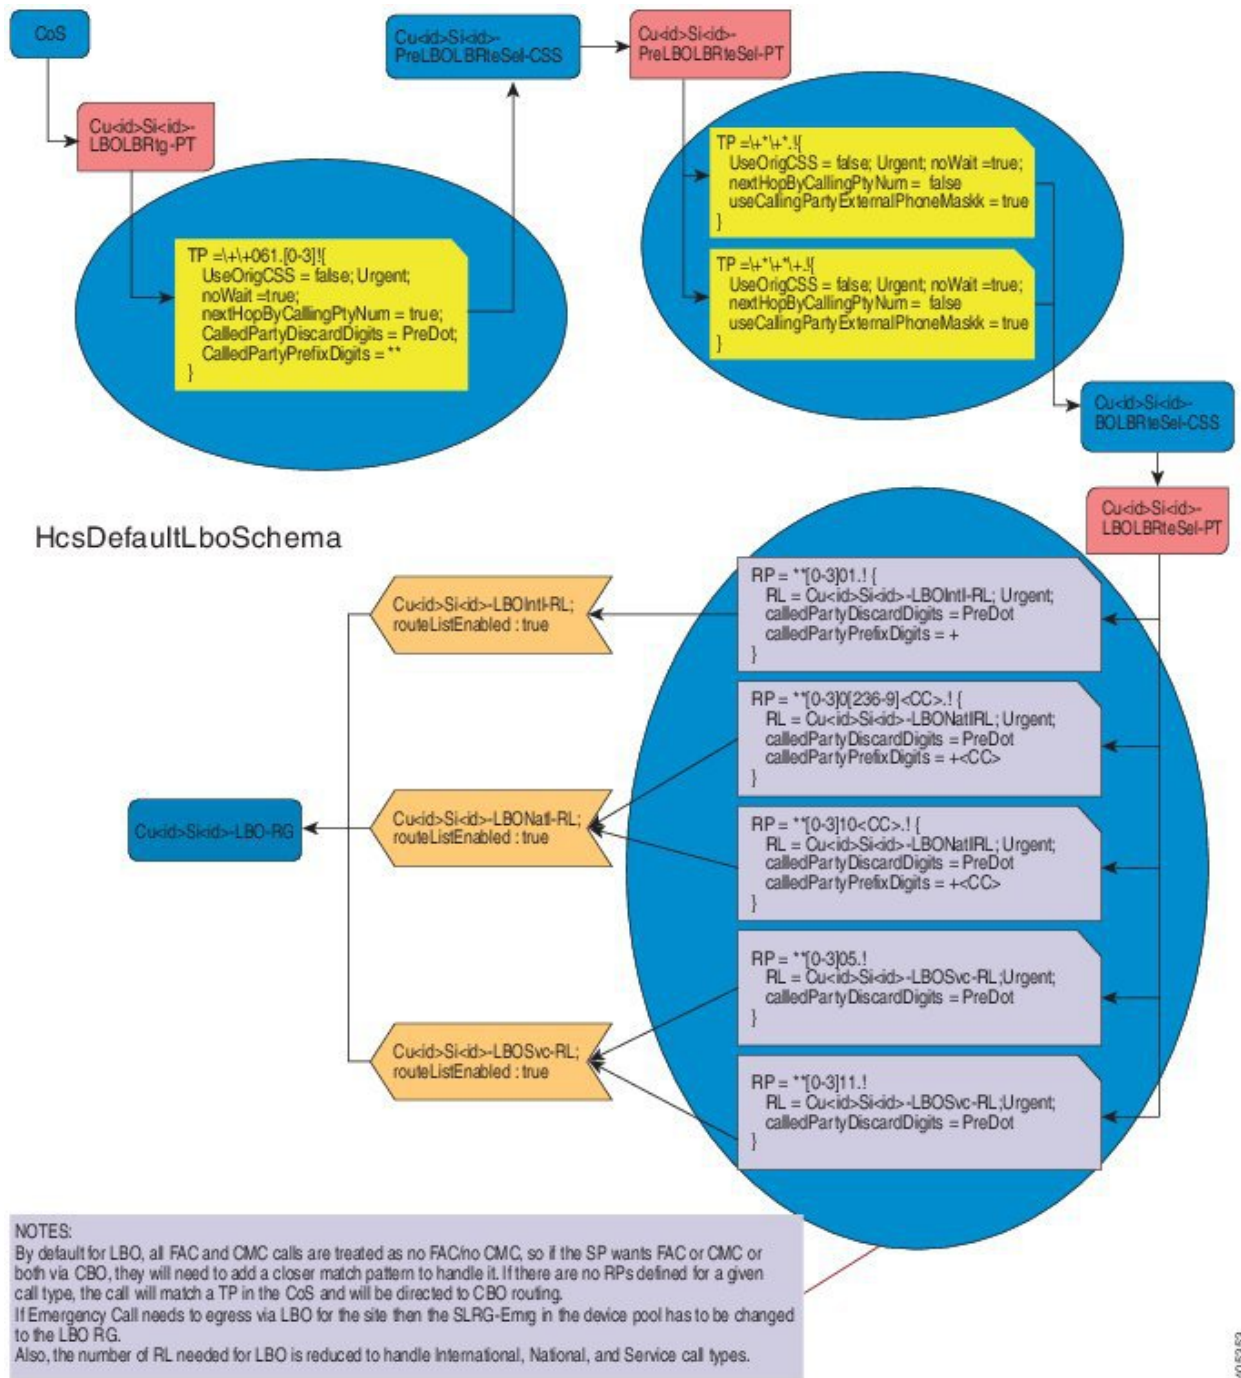 CoS
Cu<id>Si<id>-
LBOLBRtg-PT
Cu<id>Si<id>-
PreLBOLBRteSel-CSS
Cu<id>Si<id>-
PreLBOLBRteSel-PT
TP =\+\+061.[0-3]!{
UseOrigCSS = false; Urgent;
noWait =true;
nextHopByCalllingPtyNum = true;
CalledPartyDiscardDigits = PreDot;
CalledPartyPrefixDigits = **
}
TP =\+*\+*.!{
UseOrigCSS = false; Urgent; noWait =true;
nextHopByCallingPtyNum = false
useCallingPartyExternalPhoneMaskk = true
}
TP =\+*\+*\+.!{
UseOrigCSS = false; Urgent; noWait =true;
nextHopByCallingPtyNum = false
useCallingPartyExternalPhoneMaskk = true
}
Cu<id>Si<id>-
BOLBRteSel-CSS
Cu<id>Si<id>-
LBOLBRteSel-PT
HcsDefaultLboSchema
RP = **[0-3]01.! {
RL = Cu<id>Si<id>-LBOIntl-RL; Urgent;
calledPartyDiscardDigits = PreDot
calledPartyPrefixDigits = +
}
RP = **[0-3]0[236-9]<CC>.! {
RL = Cu<id>Si<id>-LBONatlRL; Urgent;
calledPartyDiscardDigits = PreDot
calledPartyPrefixDigits = +<CC>
}
RP = **[0-3]10<CC>.! {
RL = Cu<id>Si<id>-LBONatlRL; Urgent;
calledPartyDiscardDigits = PreDot
calledPartyPrefixDigits = +<CC>
}
RP = **[0-3]05.!
RL = Cu<id>Si<id>-LBOSvc-RL;Urgent;
calledPartyDiscardDigits = PreDot
}
RP = **[0-3]11.!
RL = Cu<id>Si<id>-LBOSvc-RL;Urgent;
calledPartyDiscardDigits = PreDot
}
Cu<id>Si<id>-LBOIntl-RL;
routeListEnabled : true
Cu<id>Si<id>-LBONatl-RL;
routeListEnabled : true
Cu<id>Si<id>-LBOSvc-RL;
routeListEnabled : true
Cu<id>Si<id>-LBO-RG
NOTES:
By default for LBO, all FAC and CMC calls are treated as no FAC/no CMC, so if the SP wants FAC or CMC or
both via CBO, they will need to add a closer match pattern to handle it. If there are no RPs defined for a given
call type, the call will match a TP in the CoS and will be directed to CBO routing.
If Emergency Call needs to egress via LBO for the site then the SLRG-Emrg in the device pool has to be changed
to the LBO RG.
Also, the number of RL needed for LBO is reduced to handle International, National, and Service call types.